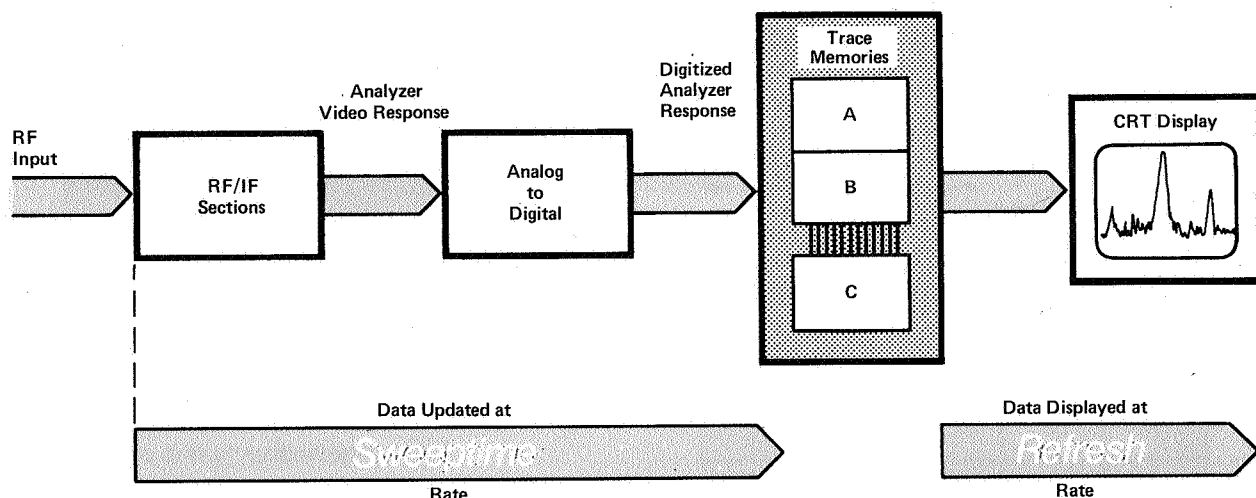 RF
Input
RF/IF
Sections
Analyzer
Video Response
Analog
to
Digital
Digitized
Analyzer
Response
Trace
Memories
A
B
C
CRT Display
Data Updated at
Sweeptime
Rate
Data Displayed at
Refresh
Rate